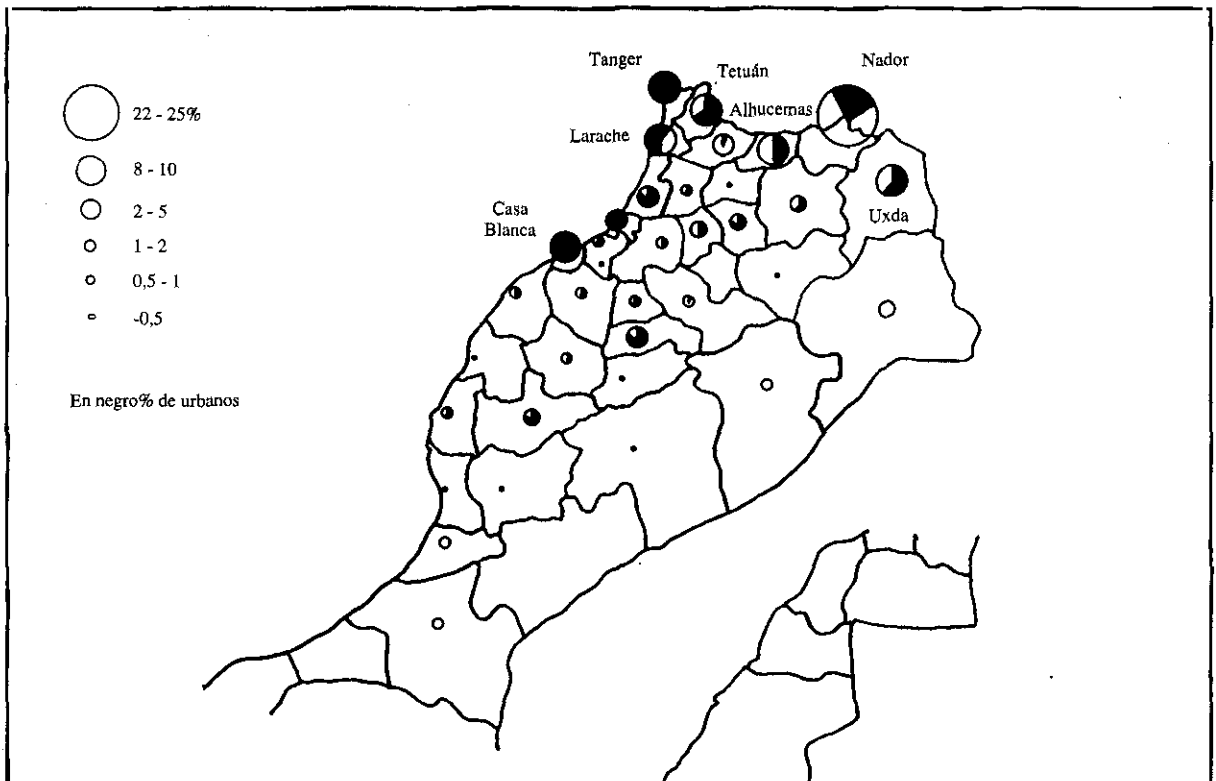 Tanger
Tetuán
Nador
Alhucemas
Larache
Uxda
Casa
Blanca
22 - 25%
8 - 10
2 - 5
1 - 2
0,5 - 1
-0,5
En negro% de urbanos